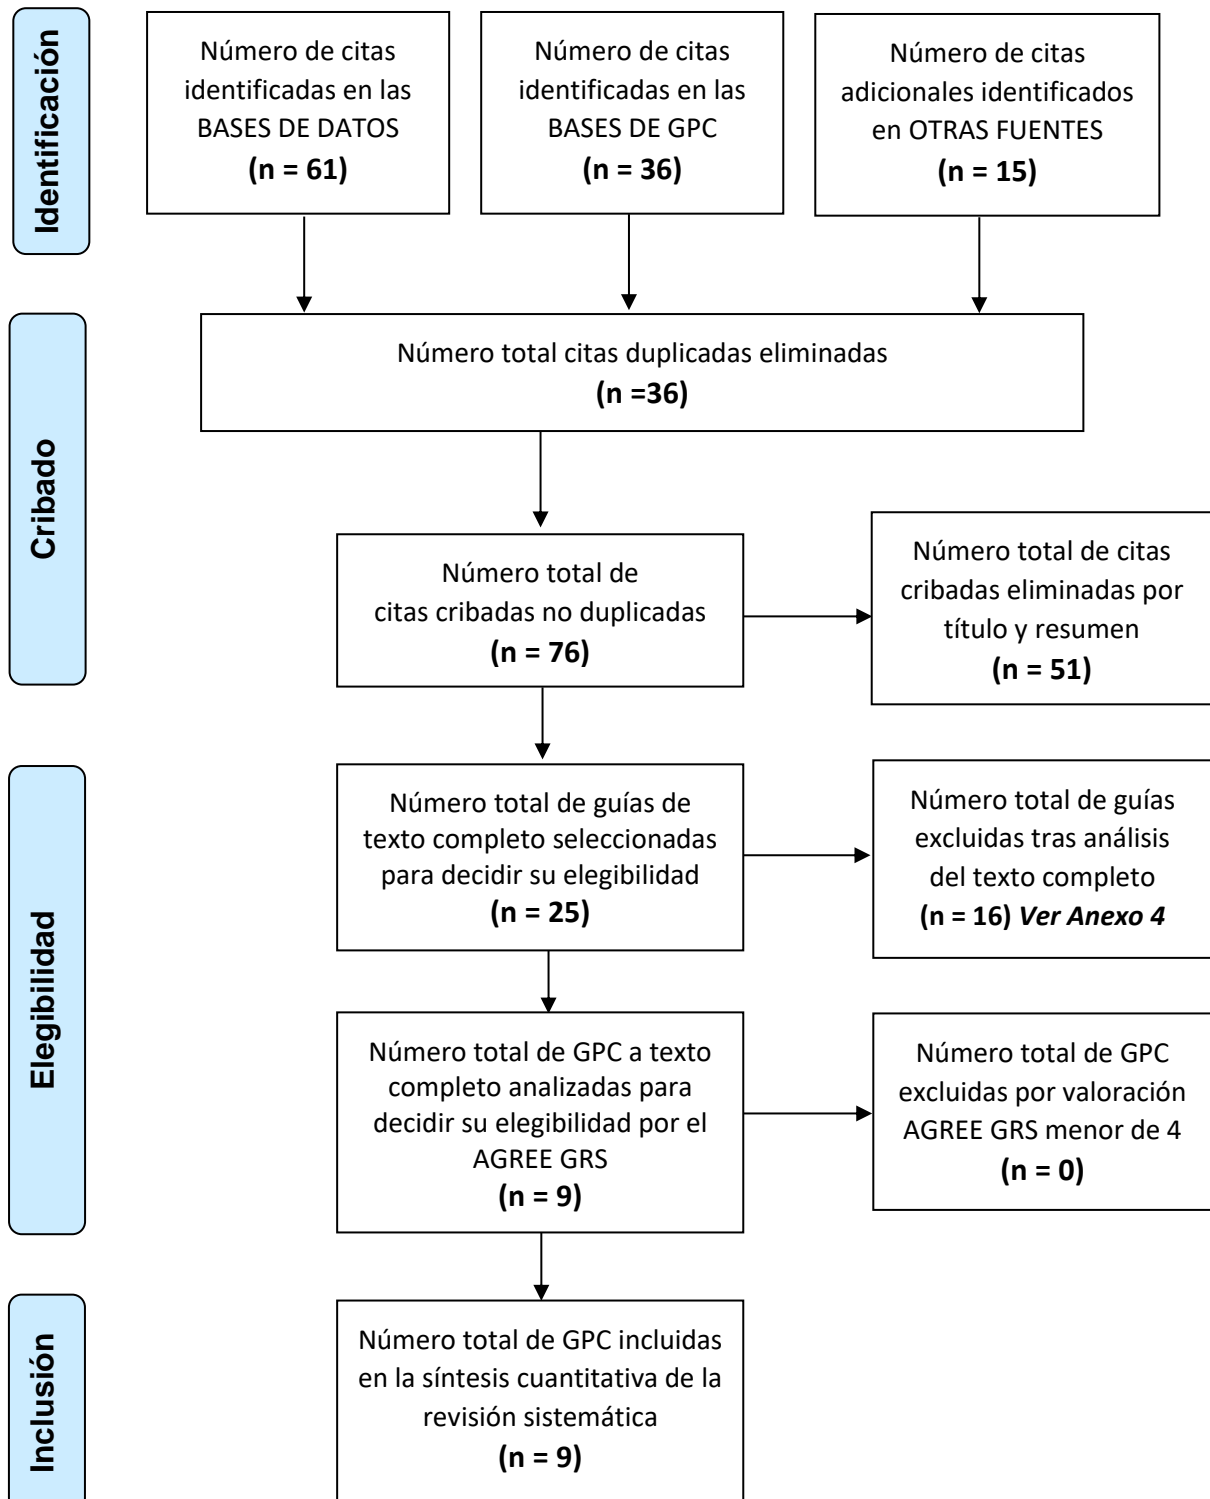 Identificación
Número de citas
identificadas en las
BASES DE DATOS
(n = 61)
Número de citas
identificadas en las
BASES DE GPC
(n = 36)
Número de citas
adicionales identificados
en OTRAS FUENTES
(n = 15)
Cribado
Número total citas duplicadas eliminadas
(n =36)
Número total de
citas cribadas no duplicadas
(n = 76)
Número total de citas
cribadas eliminadas por
título y resumen
(n = 51)
Elegibilidad
Número total de guías de
texto completo seleccionadas
para decidir su elegibilidad
(n = 25)
Número total de guías
excluidas tras análisis
del texto completo
(n = 16) Ver Anexo 4
Número total de GPC a texto
completo analizadas para
decidir su elegibilidad por el
AGREE GRS
(n = 9)
Número total de GPC
excluidas por valoración
AGREE GRS menor de 4
(n = 0)
Inclusión
Número total de GPC incluidas
en la síntesis cuantitativa de la
revisión sistemática
(n = 9)